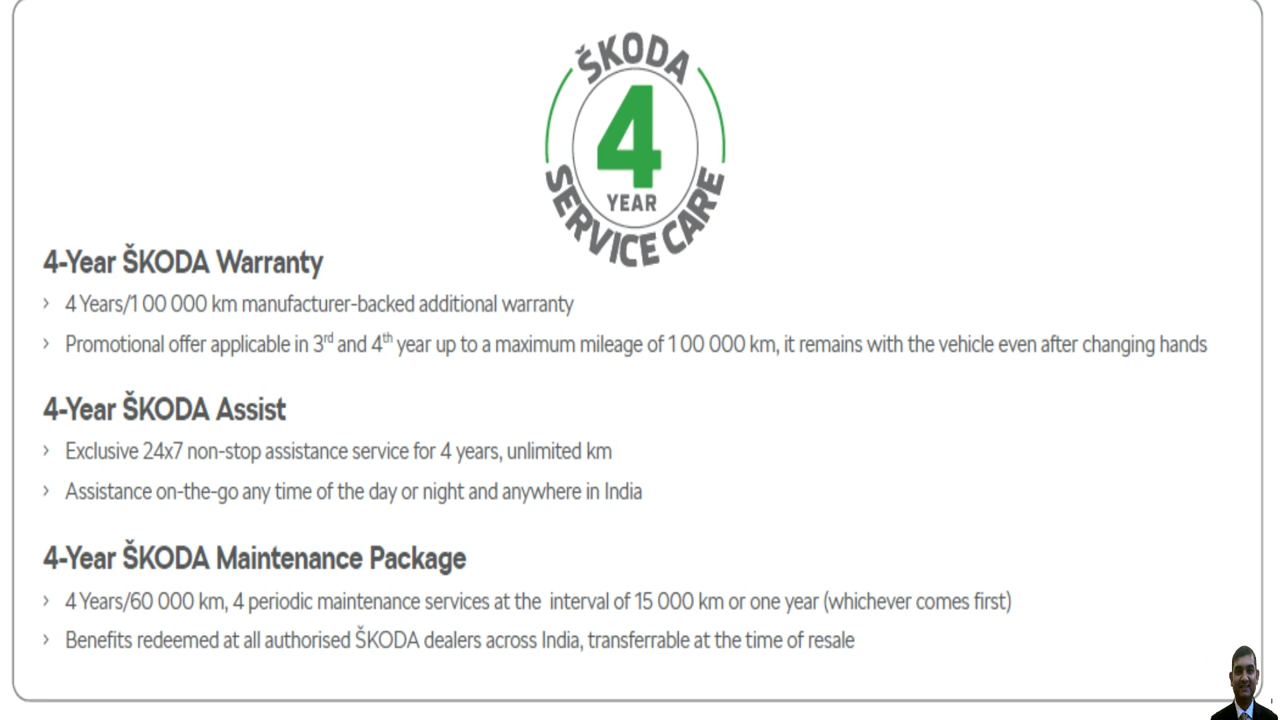 ŠKODA
4
YEAR
SERVICE CARE
4-Year ŠKODA Warranty
› 4 Years/1 00 000 km manufacturer-backed additional warranty
› Promotional offer applicable in 3rd and 4th year up to a maximum mileage of 1 00 000 km, it remains with the vehicle even after changing hands
4-Year ŠKODA Assist
› Exclusive 24x7 non-stop assistance service for 4 years, unlimited km
› Assistance on-the-go any time of the day or night and anywhere in India
4-Year ŠKODA Maintenance Package
› 4 Years/60 000 km, 4 periodic maintenance services at the interval of 15 000 km or one year (whichever comes first)
› Benefits redeemed at all authorised ŠKODA dealers across India, transferrable at the time of resale